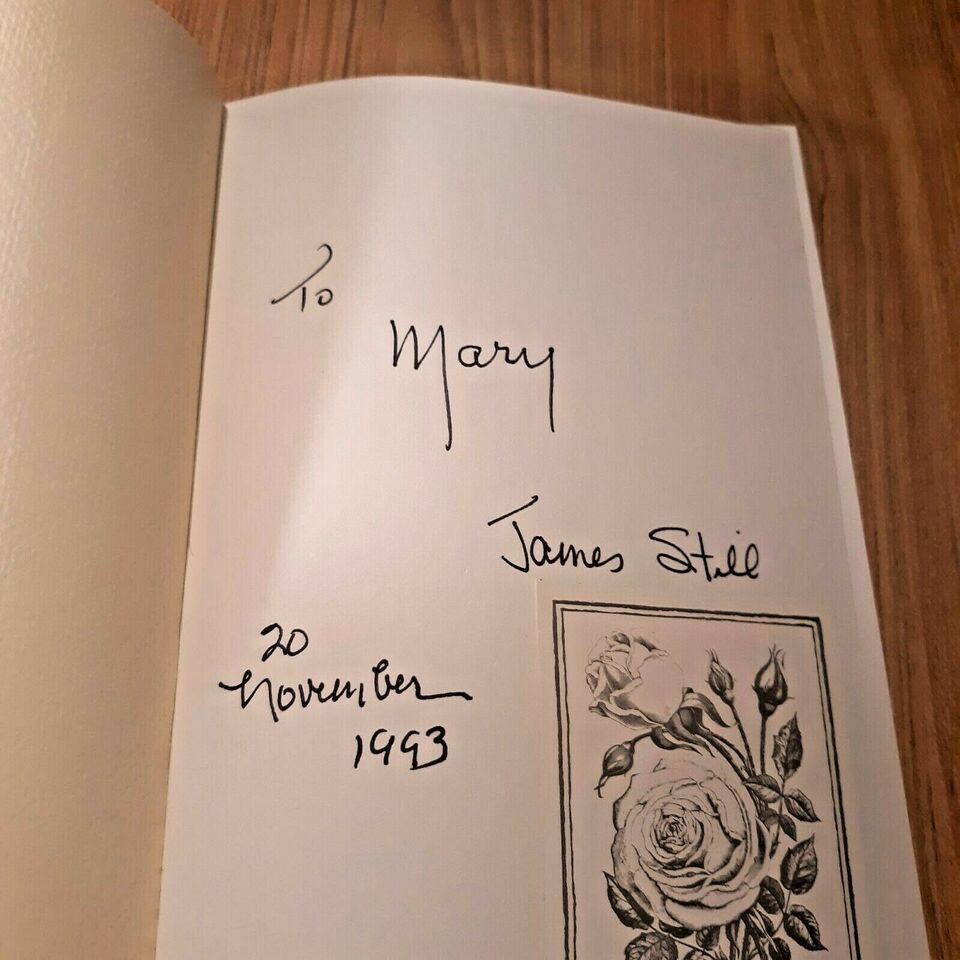 To
Mary
James Still
20
November
1993